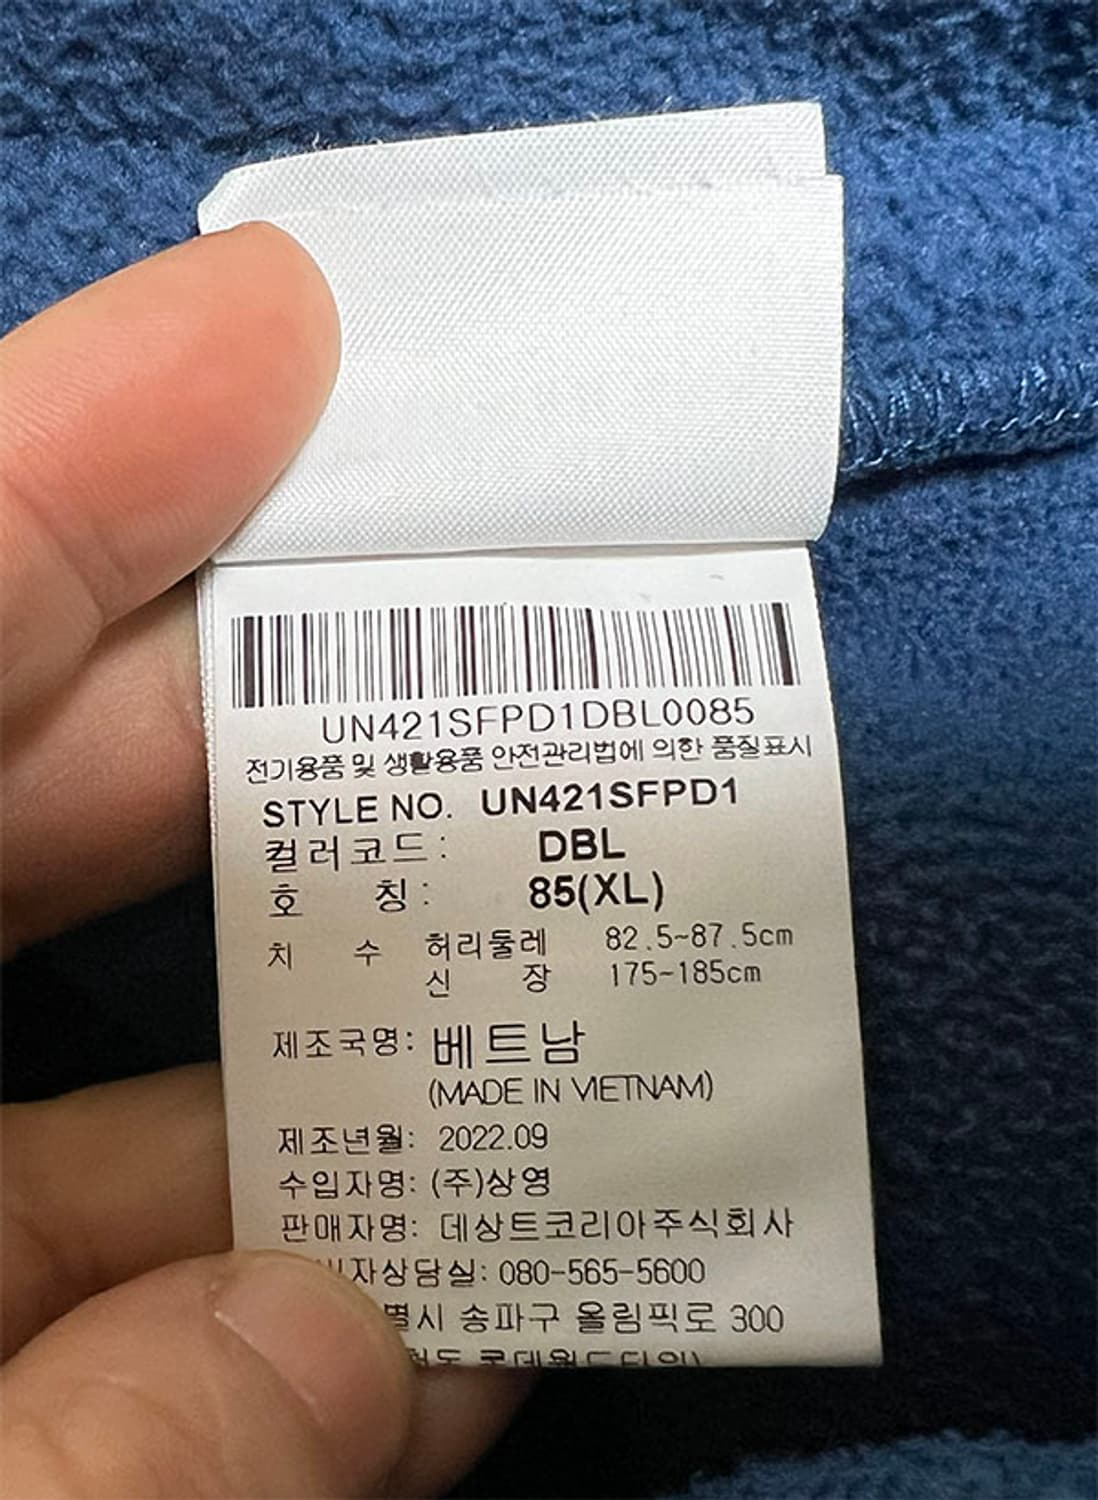 UN421SFPD1DBL0085
전기용품 및 생활용품 안전관리법에 의한 품질표시
STYLE NO. UN421SFPD1
컬러코드: DBL
호 칭: 85(XL)
치 수 허리둘레 82.5~87.5cm
신 장 175~185cm
제조국명: 베트남
(MADE IN VIETNAM)
제조년월: 2022.09
수입자명: (주)상영
판매자명: 데상트코리아주식회사
080-565-5600
송파구 올림픽로 300